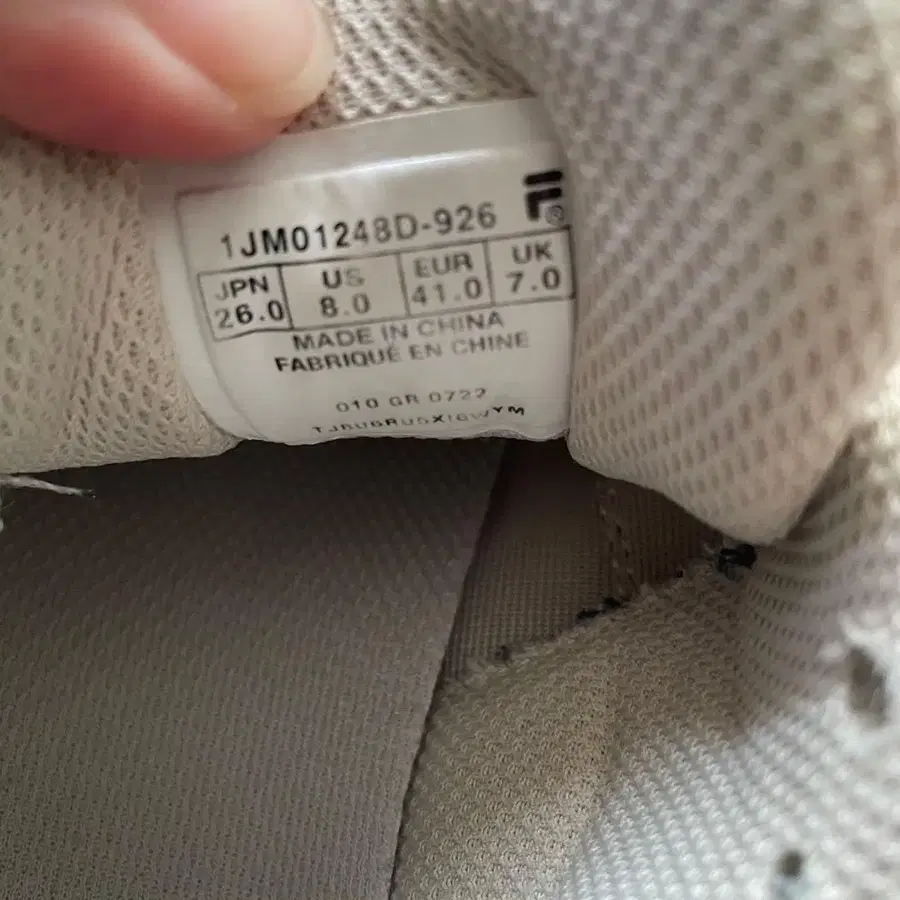 1JM01248D-926
JPN US EUR UK
26.0 8.0 41.0 7.0
MADE IN CHINA
FABRIQUÉ EN CHINE
010 GR 0722